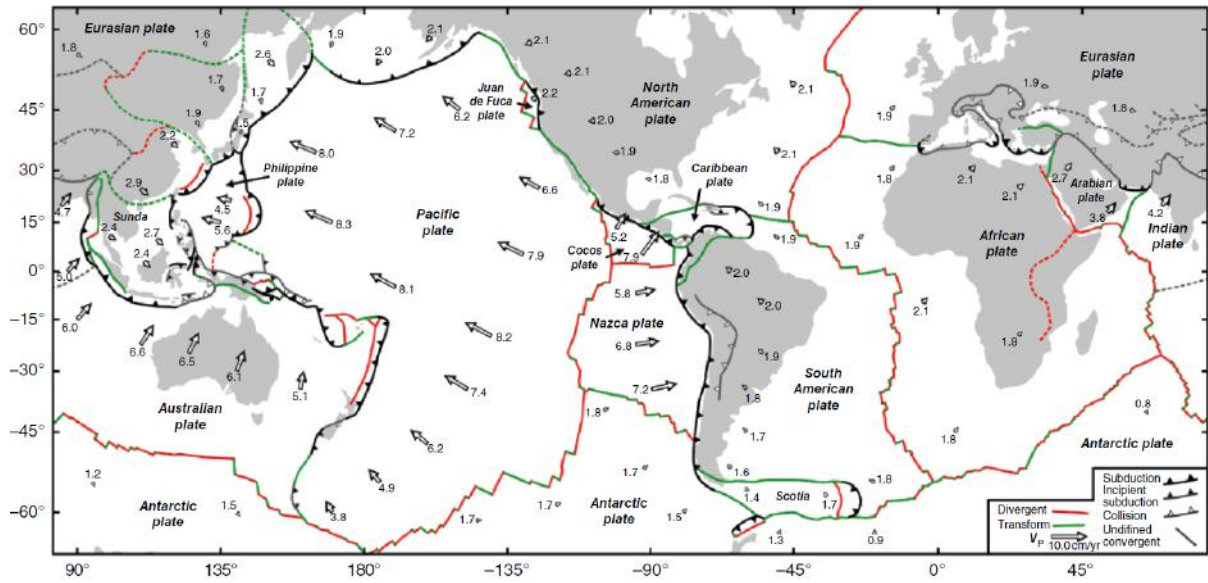 60°
45°
30°
15°
0°
−15°
−30°
−45°
−60°
90°
135°
180°
−135°
−90°
−45°
0°
45°
Eurasian plate
1.8
1.6
2.6
1.9
2.0
2.1
2.1
1.7
1.7
1.9
2.2
.5
2.9
Philippine
plate
4.7
Sunda
2.4
2.7
2.4
4.5
5.6
5.0
6.0
6.6
6.5
6.1
5.1
Australian
plate
Pacific
plate
6.2
7.2
8.0
6.6
8.3
7.9
8.1
8.2
7.4
6.2
4.9
3.8
Juan
de Fuca
plate
2.2
2.1
2.1
2.0
1.9
1.8
North
American
plate
Caribbean
plate
5.2
7.9
Cocos
plate
1.9
1.9
5.8
Nazca plate
6.8
7.2
2.0
2.0
1.9
1.8
1.7
1.6
1.4
South
American
plate
Scotia
1.7
1.8
1.3
0.9
2.1
2.1
1.9
1.8
1.9
2.1
1.8
1.8
African
plate
2.1
2.1
2.7
Arabian
plate
3.8
4.2
Indian
plate
Eurasian
plate
1.9
1.8
0.8
Antarctic plate
1.2
1.5
Antarctic
plate
1.7
1.7
1.8
1.7
1.5
Antarctic
plate
Subduction
Incipient
subduction
Divergent
Collision
Transform
Undifined
convergent
VP
10.0cm/yr